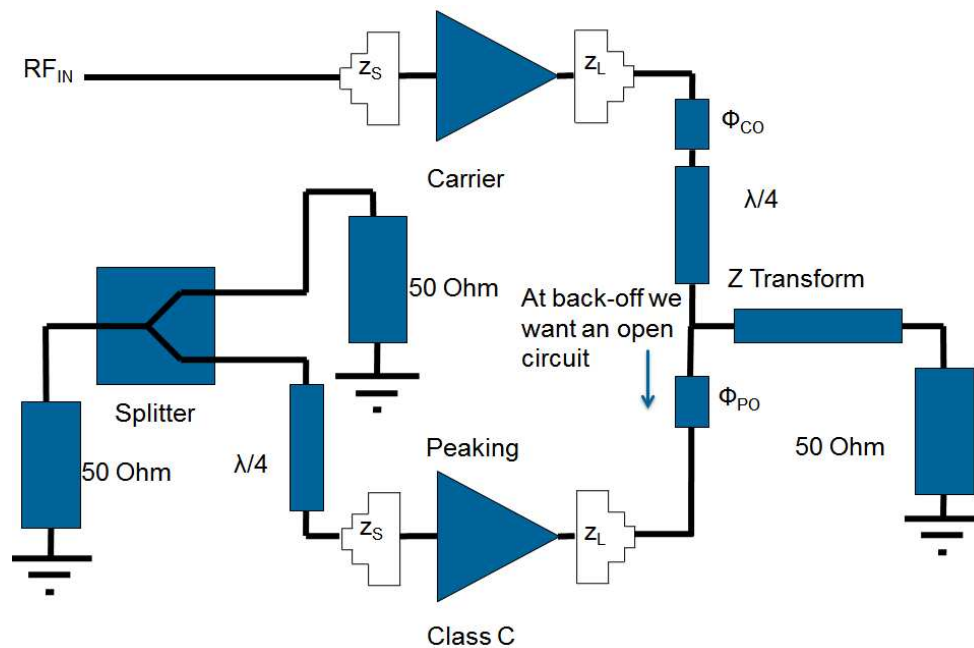 RF_IN
z_S
z_L
Φ_CO
Carrier
λ/4
Z Transform
50 Ohm
At back-off we
want an open
circuit
Splitter
Φ_PO
50 Ohm
λ/4
Peaking
50 Ohm
z_S
z_L
Class C